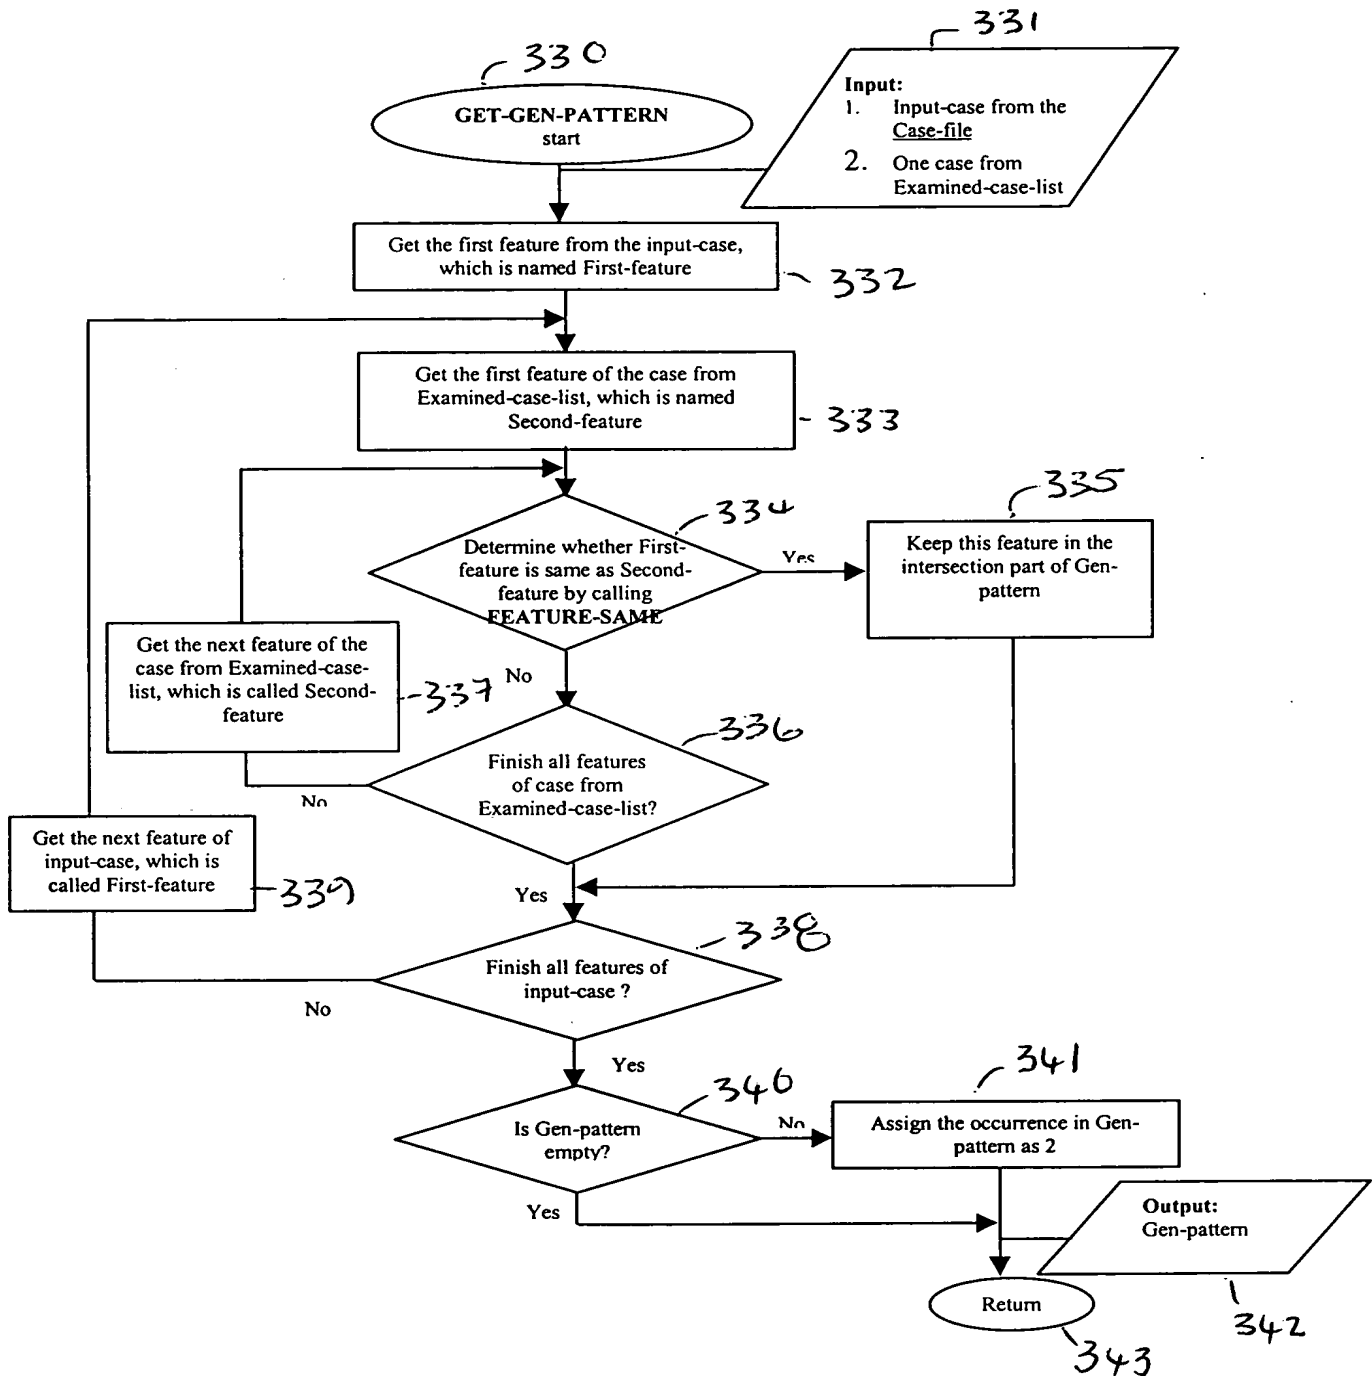 330
331
GET-GEN-PATTERN
start
Input:
1. Input-case from the
Case-file
2. One case from
Examined-case-list
Get the first feature from the input-case,
which is named First-feature
332
Get the first feature of the case from
Examined-case-list, which is named
Second-feature
333
334
Determine whether First-
feature is same as Second-
feature by calling
FEATURE-SAME
Yes
335
Keep this feature in the
intersection part of Gen-
pattern
Get the next feature of the
case from Examined-case-
list, which is called Second-
feature
337
No
336
Finish all features
of case from
Examined-case-list?
No
Get the next feature of
input-case, which is
called First-feature
339
Yes
338
Finish all features of
input-case ?
No
Yes
340
Is Gen-pattern
empty?
No
341
Assign the occurrence in Gen-
pattern as 2
Yes
Output:
Gen-pattern
342
Return
343